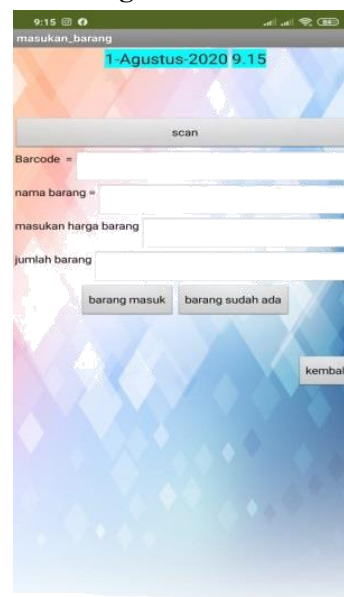 9:15
masukan_barang
1-Agustus-2020 9.15
scan
Barcode =
nama barang =
masukan harga barang
jumlah barang
barang masuk barang sudah ada
kembal